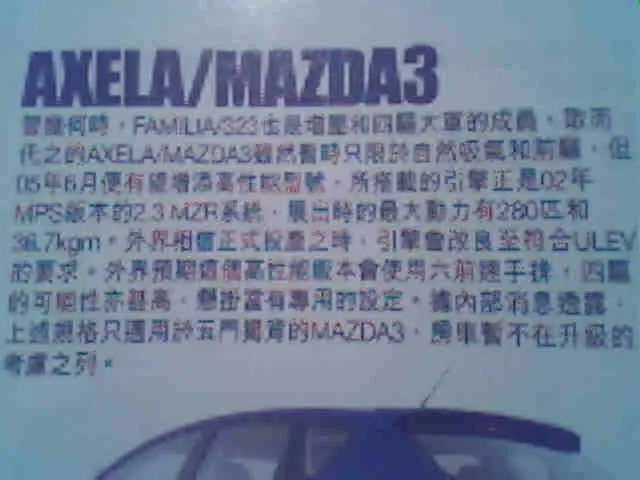 AXELA/MAZDA3
曾幾何時，FAMILIA/323也是增壓和四驅大軍的成員，取而
代之的AXELA/MAZDA3雖然暫時只限於自然吸氣和前驅，但
05年6月便有望增添高性能型號，所搭載的引擎正是02年
MPS版本的2.3 MZR系統，展出時的最大動力有280匹和
38.7kgm。外界相信正式投產之時，引擎會改良至符合ULEV
的要求。外界預期這個高性能版本會使用六前速手排，四驅
的可能性亦甚高，懸掛當有專用的設定。據內部消息透露，
上述規格只適用於五門掀背的MAZDA3，房車暫不在升級的
考慮之列。